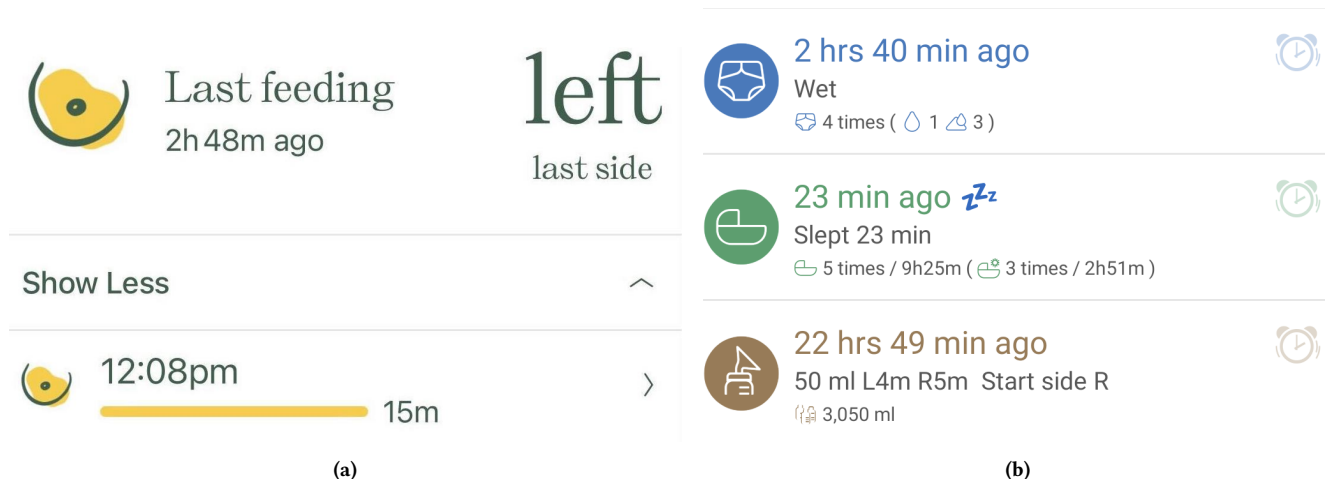 Last feeding
2h 48m ago
left
last side
Show Less
12:08pm
15m
(a)
2 hrs 40 min ago
Wet
4 times ( 1 3 )
23 min ago zzz
Slept 23 min
5 times / 9h25m ( 3 times / 2h51m )
22 hrs 49 min ago
50 ml L4m R5m Start side R
3,050 ml
(b)